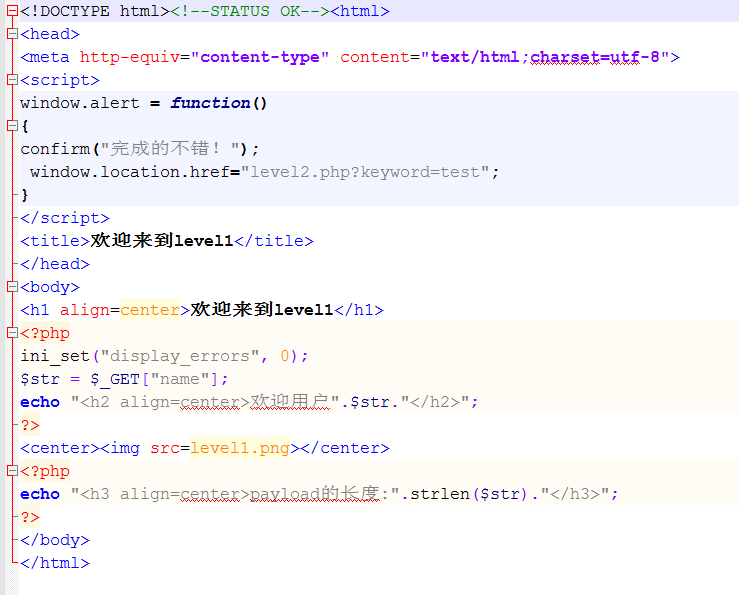 <!DOCTYPE html><!--STATUS OK--><html>
<head>
<meta http-equiv="content-type" content="text/html;charset=utf-8">
<script>
window.alert = function()
{
confirm("完成的不错！");
 window.location.href="level2.php?keyword=test";
}
</script>
<title>欢迎来到level1</title>
</head>
<body>
<h1 align=center>欢迎来到level1</h1>
<?php
ini_set("display_errors", 0);
$str = $_GET["name"];
echo "<h2 align=center>欢迎用户".$str."</h2>";
?>
<center><img src=level1.png></center>
<?php
echo "<h3 align=center>payload的长度:".strlen($str)."</h3>";
?>
</body>
</html>